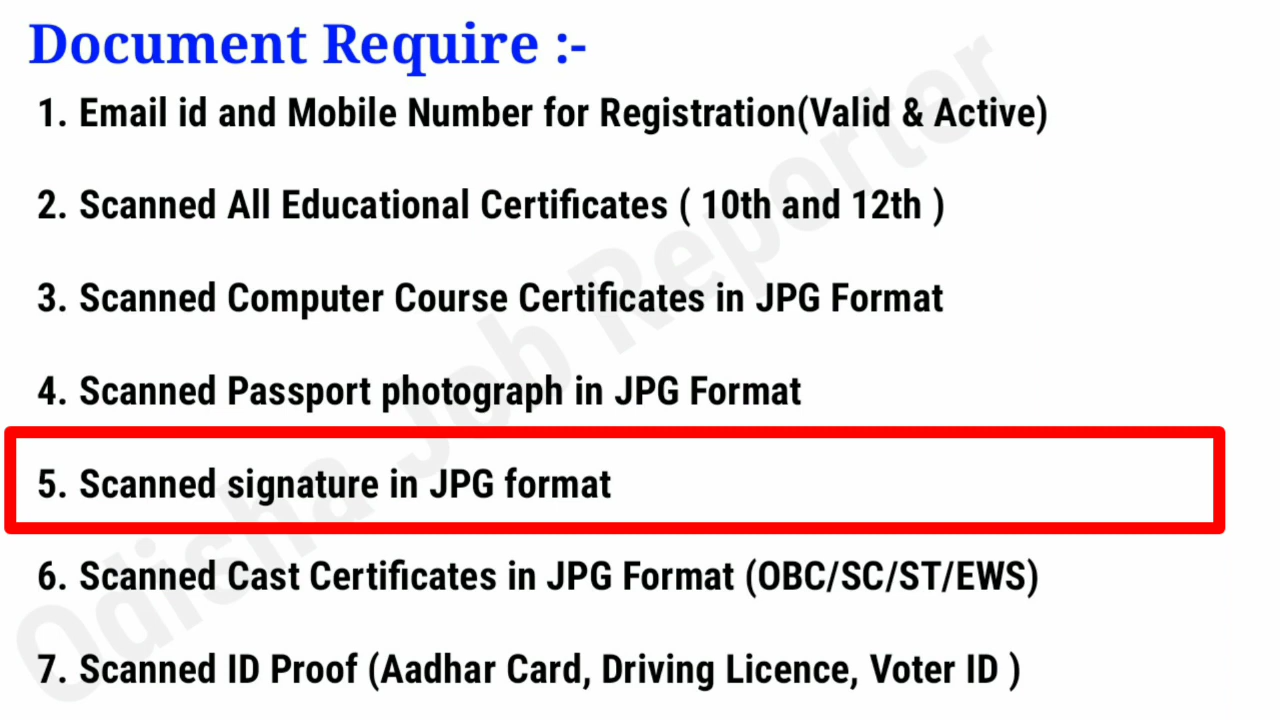 Document Require :-
1. Email id and Mobile Number for Registration(Valid & Active)
2. Scanned All Educational Certificates ( 10th and 12th )
3. Scanned Computer Course Certificates in JPG Format
4. Scanned Passport photograph in JPG Format
5. Scanned signature in JPG format
6. Scanned Cast Certificates in JPG Format (OBC/SC/ST/EWS)
7. Scanned ID Proof (Aadhar Card, Driving Licence, Voter ID )
Odisha Job Reporter